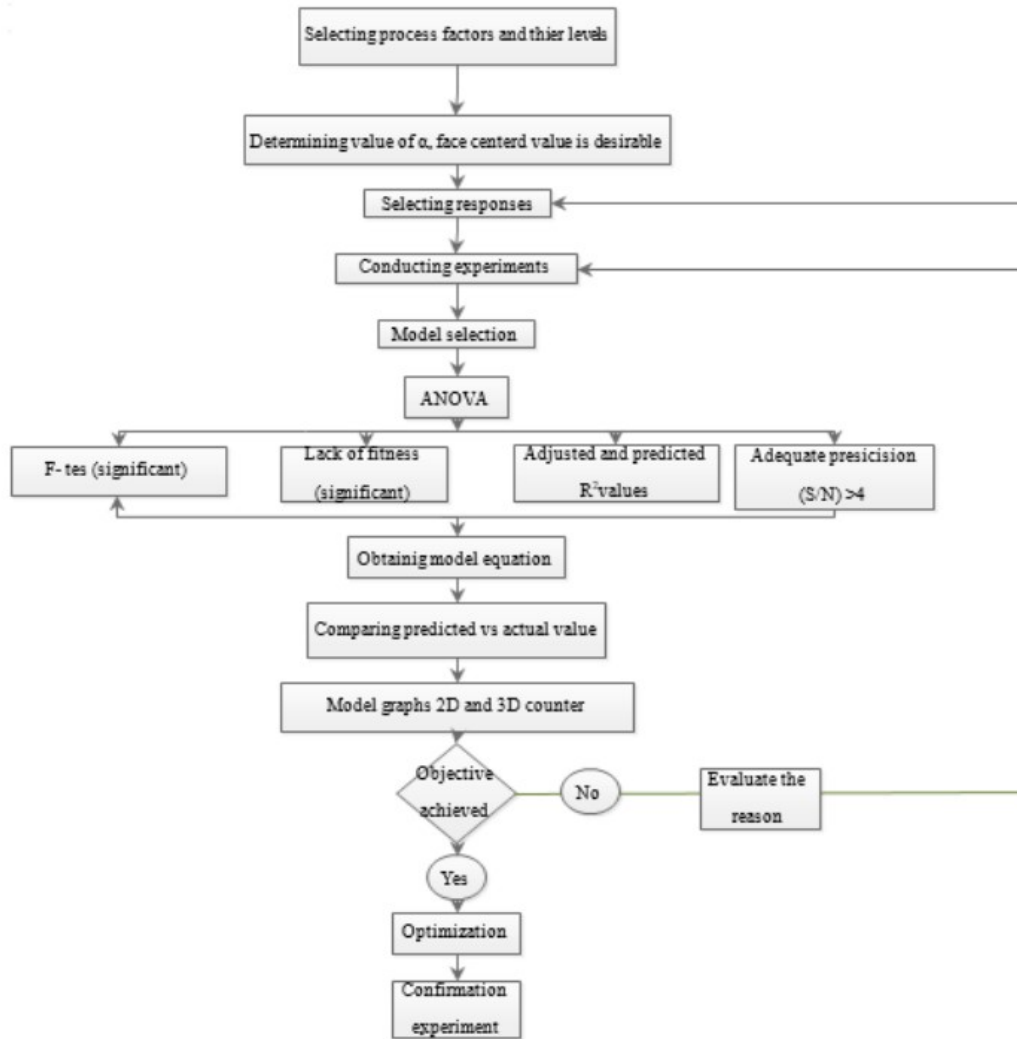 Selecting process factors and thier levels
Determining value of α, face centerd value is desirable
Selecting responses
Conducting experiments
Model selection
ANOVA
F- tes (significant)
Lack of fitness
(significant)
Adjusted and predicted
R²values
Adequate presicision
(S/N) >4
Obtainig model equation
Comparing predicted vs actual value
Model graphs 2D and 3D counter
Objective
achieved
No
Evaluate the
reason
Yes
Optimization
Confirmation
experiment